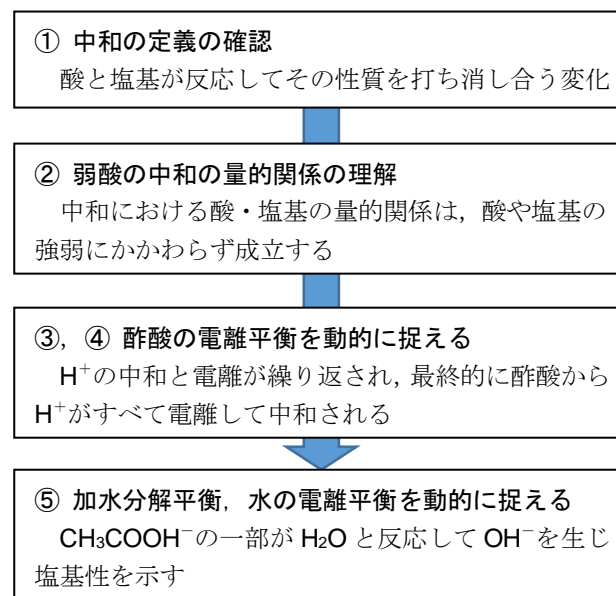 ① 中和の定義の確認
酸と塩基が反応してその性質を打ち消し合う変化
② 弱酸の中和の量的関係の理解
中和における酸・塩基の量的関係は，酸や塩基の
強弱にかかわらず成立する
③，④ 酢酸の電離平衡を動的に捉える
H⁺の中和と電離が繰り返され，最終的に酢酸から
H⁺がすべて電離して中和される
⑤ 加水分解平衡，水の電離平衡を動的に捉える
CH₃COOH⁻の一部が H₂O と反応して OH⁻を生じ
塩基性を示す